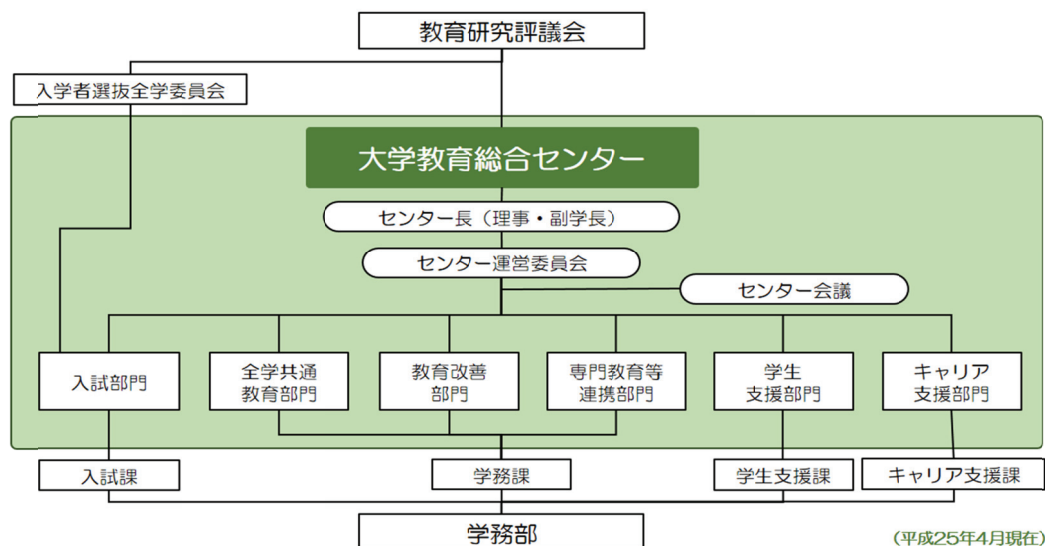 教育研究評議会
入学者選抜全学委員会
大学教育総合センター
センター長（理事・副学長）
センター運営委員会
センター会議
入試部門
全学共通
教育部門
教育改善
部門
専門教育等
連携部門
学生
支援部門
キャリア
支援部門
入試課
学務課
学生支援課
キャリア支援課
学務部
(平成25年4月現在)